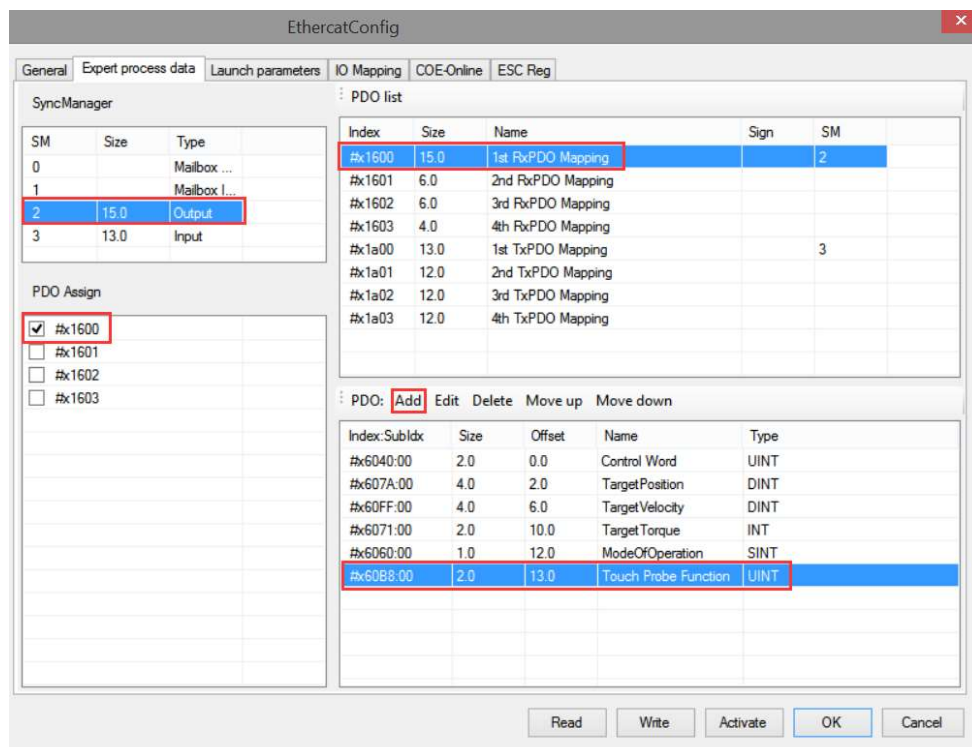 EthercatConfig
General Expert process data Launch parameters IO Mapping COE-Online ESC Reg
SyncManager
SM Size Type
0 Mailbox ...
1 Mailbox I...
2 15.0 Output
3 13.0 Input
PDO Assign
#x1600
#x1601
#x1602
#x1603
PDO list
Index Size Name Sign SM
#x1600 15.0 1st RxPDO Mapping 2
#x1601 6.0 2nd RxPDO Mapping
#x1602 6.0 3rd RxPDO Mapping
#x1603 4.0 4th RxPDO Mapping
#x1a00 13.0 1st TxPDO Mapping 3
#x1a01 12.0 2nd TxPDO Mapping
#x1a02 12.0 3rd TxPDO Mapping
#x1a03 12.0 4th TxPDO Mapping
PDO: Add Edit Delete Move up Move down
Index:SubIdx Size Offset Name Type
#x6040:00 2.0 0.0 Control Word UINT
#x607A:00 4.0 2.0 TargetPosition DINT
#x60FF:00 4.0 6.0 TargetVelocity DINT
#x6071:00 2.0 10.0 TargetTorque INT
#x6060:00 1.0 12.0 ModeOfOperation SINT
#x60B8:00 2.0 13.0 Touch Probe Function UINT
Read Write Activate OK Cancel